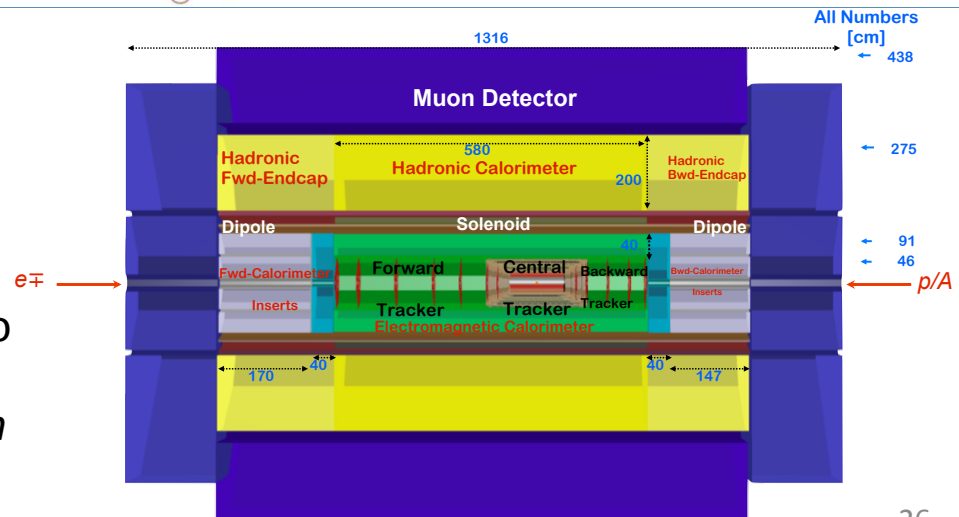 All Numbers
[cm]
1316
438
Muon Detector
580
275
Hadronic
Fwd-Endcap
Hadronic Calorimeter
Hadronic
Bwd-Endcap
200
Dipole
Solenoid
Dipole
91
40
46
Fwd-Calorimeter
Forward
Central
Backward
Bwd-Calorimeter
e∓
p/A
Inserts
Inserts
Tracker
Tracker
Tracker
Electromagnetic Calorimeter
o
40
40
170
147
n